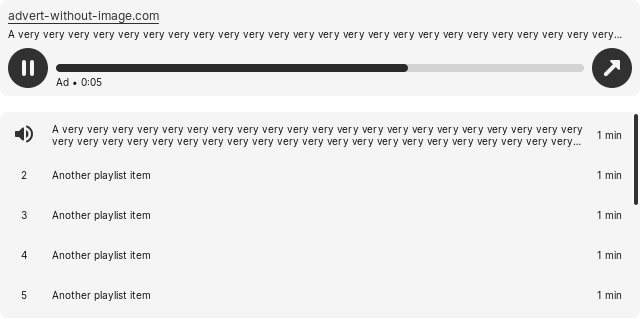 advert-without-image.com
A very very very very very very very very very very very very very very very very very very very very very very very very...
Ad • 0:05
A very very very very very very very very very very very very very very very very very very very very very
very very very very very very very very very very very very very very very very very very very very very...
1 min
2 Another playlist item 1 min
3 Another playlist item 1 min
4 Another playlist item 1 min
5 Another playlist item 1 min